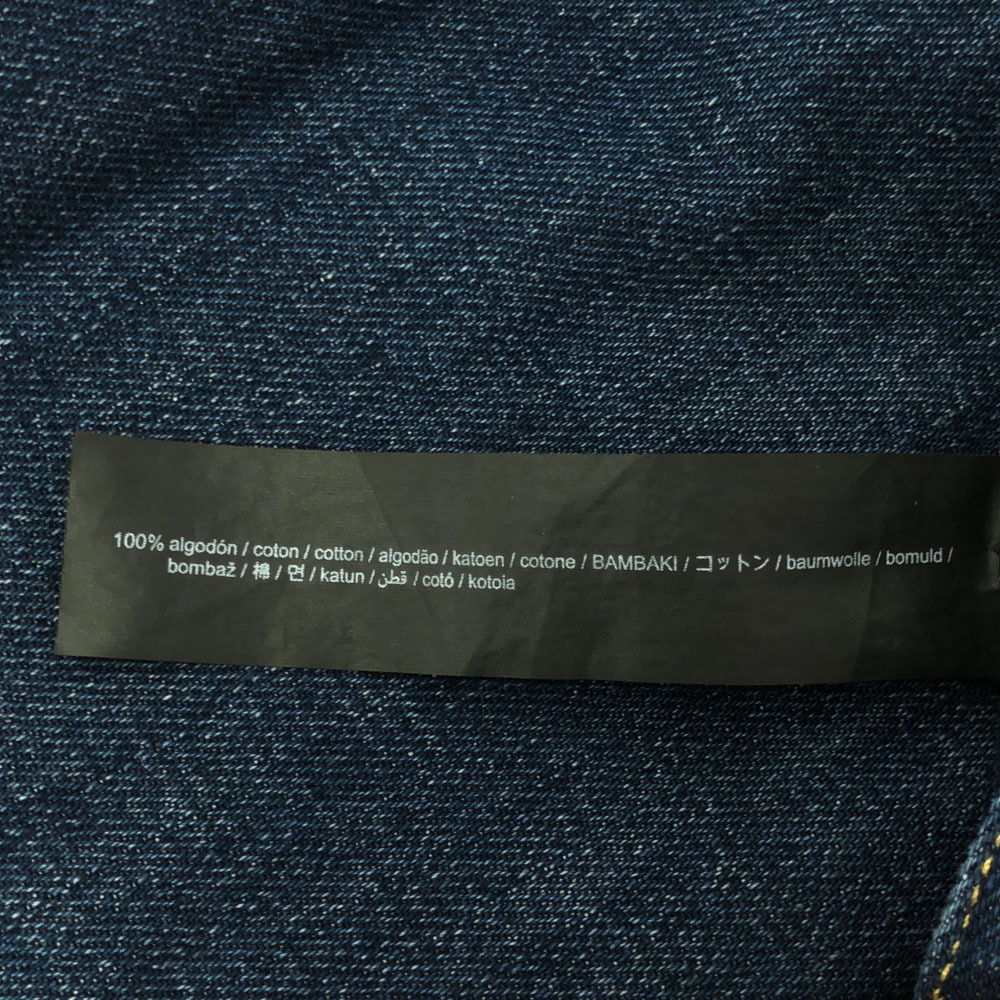 100% algodón / coton / cotton / algodão / katoen / cotone / BAMBAKI / コットン / baumwolle / bomuld /
bombaž / 棉 / 면 / katun / قطن / cotó / kotoia